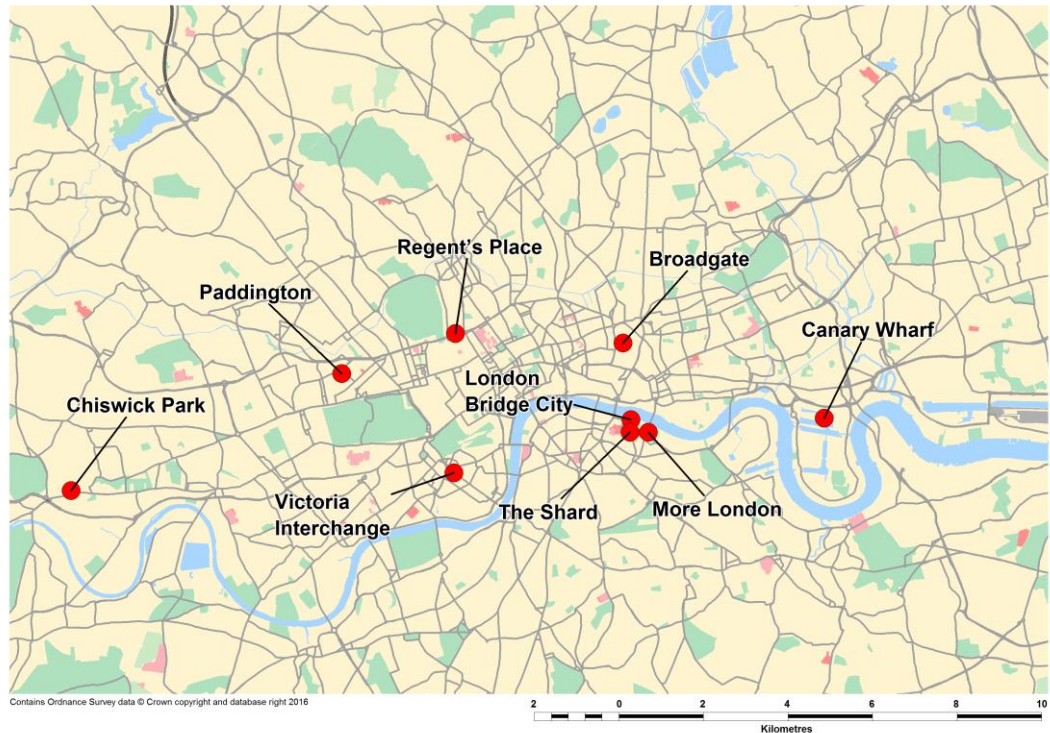 Regent's Place
Broadgate
Paddington
Canary Wharf
London
Bridge City
Chiswick Park
Victoria
Interchange
The Shard
More London
Contains Ordnance Survey data © Crown copyright and database right 2016
2 0 2 4 6 8 10
Kilometres